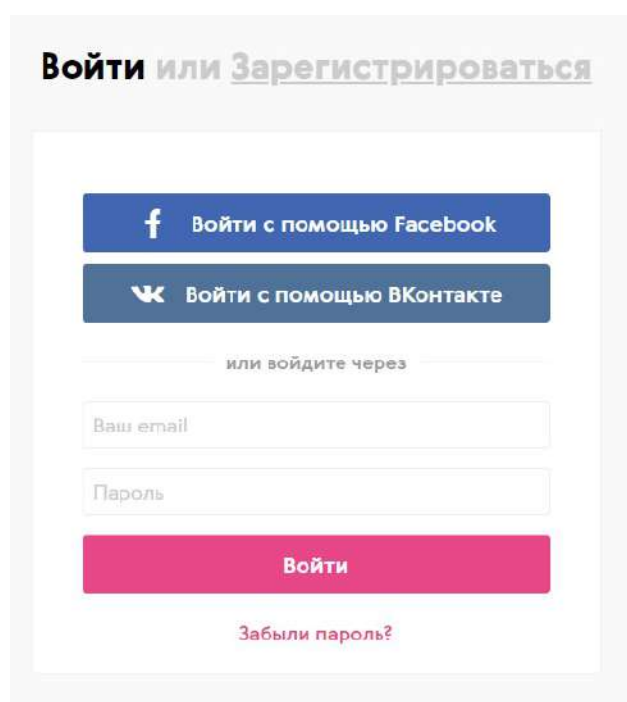 Войти или Зарегистрироваться
Войти с помощью Facebook
Войти с помощью ВКонтакте
или войдите через
Ваш email
Пароль
Войти
Забыли пароль?